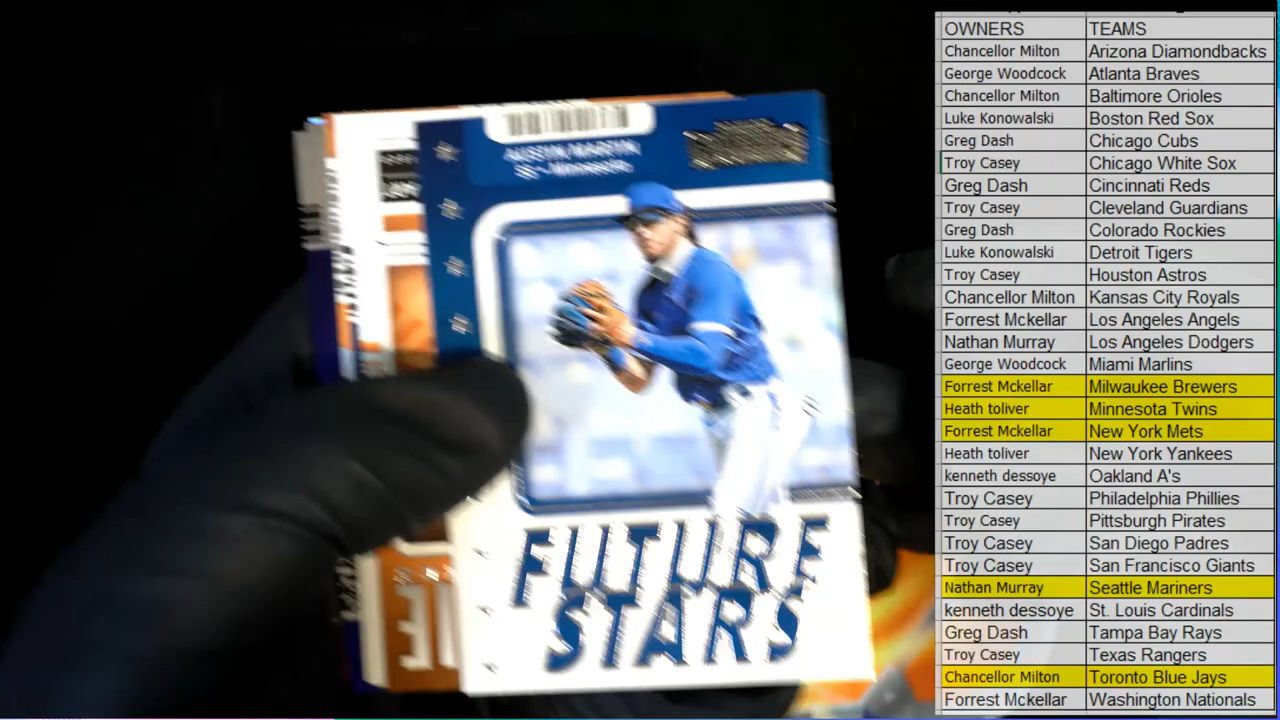 AUSTIN MARTIN
SS - Minnesota
FUTURE
STARS
OWNERS TEAMS
Chancellor Milton Arizona Diamondbacks
George Woodcock Atlanta Braves
Chancellor Milton Baltimore Orioles
Luke Konowalski Boston Red Sox
Greg Dash Chicago Cubs
Troy Casey Chicago White Sox
Greg Dash Cincinnati Reds
Troy Casey Cleveland Guardians
Greg Dash Colorado Rockies
Luke Konowalski Detroit Tigers
Troy Casey Houston Astros
Chancellor Milton Kansas City Royals
Forrest Mckellar Los Angeles Angels
Nathan Murray Los Angeles Dodgers
George Woodcock Miami Marlins
Forrest Mckellar Milwaukee Brewers
Heath toliver Minnesota Twins
Forrest Mckellar New York Mets
Heath toliver New York Yankees
kenneth dessoye Oakland A's
Troy Casey Philadelphia Phillies
Troy Casey Pittsburgh Pirates
Troy Casey San Diego Padres
Troy Casey San Francisco Giants
Nathan Murray Seattle Mariners
kenneth dessoye St. Louis Cardinals
Greg Dash Tampa Bay Rays
Troy Casey Texas Rangers
Chancellor Milton Toronto Blue Jays
Forrest Mckellar Washington Nationals